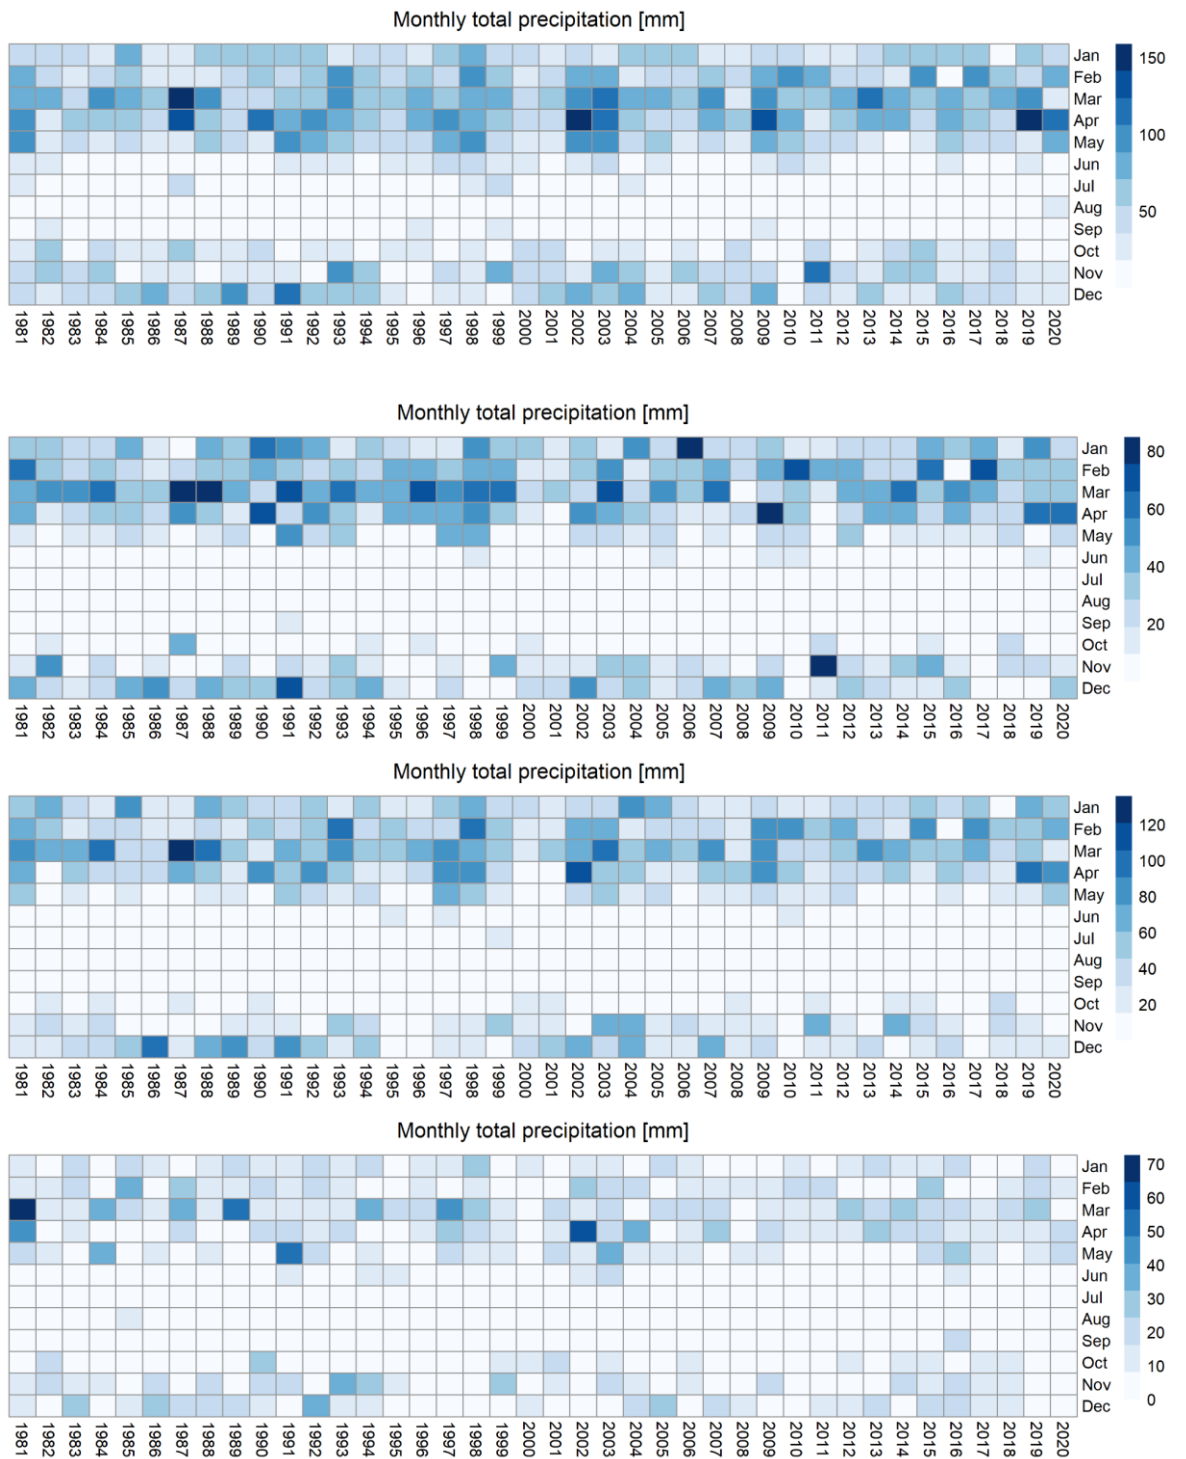 Monthly total precipitation [mm]
Jan
Feb
Mar
Apr
May
Jun
Jul
Aug
Sep
Oct
Nov
Dec
150
100
50
1981 1982 1983 1984 1985 1986 1987 1988 1989 1990 1991 1992 1993 1994 1995 1996 1997 1998 1999 2000 2001 2002 2003 2004 2005 2006 2007 2008 2009 2010 2011 2012 2013 2014 2015 2016 2017 2018 2019 2020
Monthly total precipitation [mm]
Jan
Feb
Mar
Apr
May
Jun
Jul
Aug
Sep
Oct
Nov
Dec
80
60
40
20
1981 1982 1983 1984 1985 1986 1987 1988 1989 1990 1991 1992 1993 1994 1995 1996 1997 1998 1999 2000 2001 2002 2003 2004 2005 2006 2007 2008 2009 2010 2011 2012 2013 2014 2015 2016 2017 2018 2019 2020
Monthly total precipitation [mm]
Jan
Feb
Mar
Apr
May
Jun
Jul
Aug
Sep
Oct
Nov
Dec
120
100
80
60
40
20
1981 1982 1983 1984 1985 1986 1987 1988 1989 1990 1991 1992 1993 1994 1995 1996 1997 1998 1999 2000 2001 2002 2003 2004 2005 2006 2007 2008 2009 2010 2011 2012 2013 2014 2015 2016 2017 2018 2019 2020
Monthly total precipitation [mm]
Jan
Feb
Mar
Apr
May
Jun
Jul
Aug
Sep
Oct
Nov
Dec
70
60
50
40
30
20
10
0
1981 1982 1983 1984 1985 1986 1987 1988 1989 1990 1991 1992 1993 1994 1995 1996 1997 1998 1999 2000 2001 2002 2003 2004 2005 2006 2007 2008 2009 2010 2011 2012 2013 2014 2015 2016 2017 2018 2019 2020